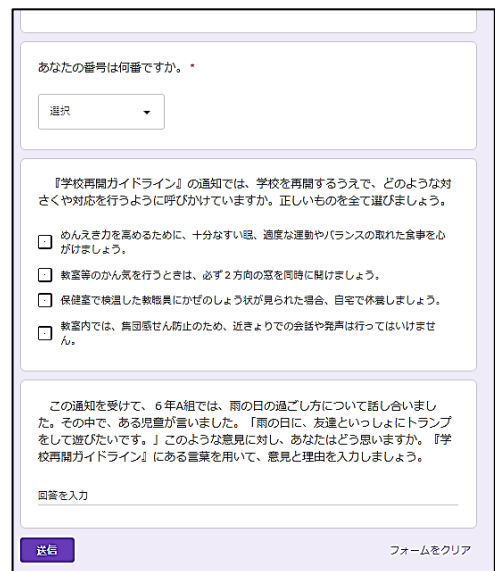 あなたの番号は何番ですか。 *
選択
『学校再開ガイドライン』の通知では、学校を再開するうえで、どのような対
さくや対応を行うように呼びかけていますか。正しいものを全て選びましょう。
めんえき力を高めるために、十分なすい眠、適度な運動やバランスの取れた食事を心
がけましょう。
教室等のかん気を行うときは、必ず２方向の窓を同時に開けましょう。
保健室で検温した教職員にかぜのしょう状が見られた場合、自宅で休養しましょう。
教室内では、集団感せん防止のため、近きょりでの会話や発声は行ってはいけませ
ん。
この通知を受けて、６年A組では、雨の日の過ごし方について話し合いまし
た。その中で、ある児童が言いました。「雨の日に、友達といっしょにトランプ
をして遊びたいです。」このような意見に対し、あなたはどう思いますか。『学
校再開ガイドライン』にある言葉を用いて、意見と理由を入力しましょう。
回答を入力
送信
フォームをクリア